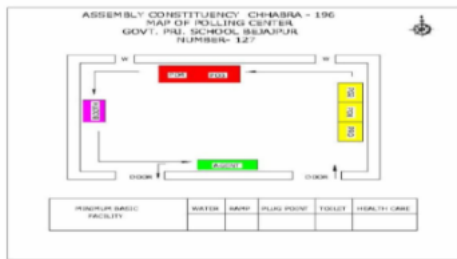 ASSEMBLY CONSTITUENCY CHHABRA - 196
MAP OF POLLING CENTER
GOVT. PRI. SCHOOL BEJAJPUR
NUMBER- 127
W
W
DOOR
DOOR
MINIMUM BASIC FACILITY
WATER
RAMP
PLUG POINT
TOILET
HEALTH CARE